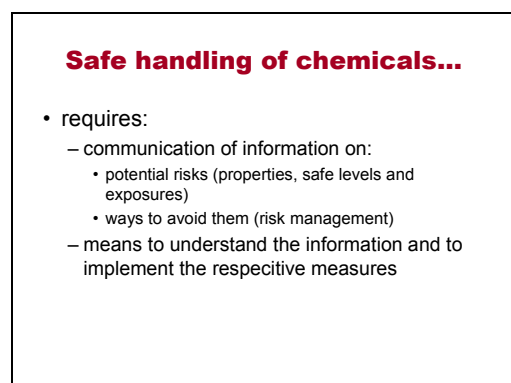 Safe handling of chemicals...
• requires:
– communication of information on:
• potential risks (properties, safe levels and
exposures)
• ways to avoid them (risk management)
– means to understand the information and to
implement the respecitive measures